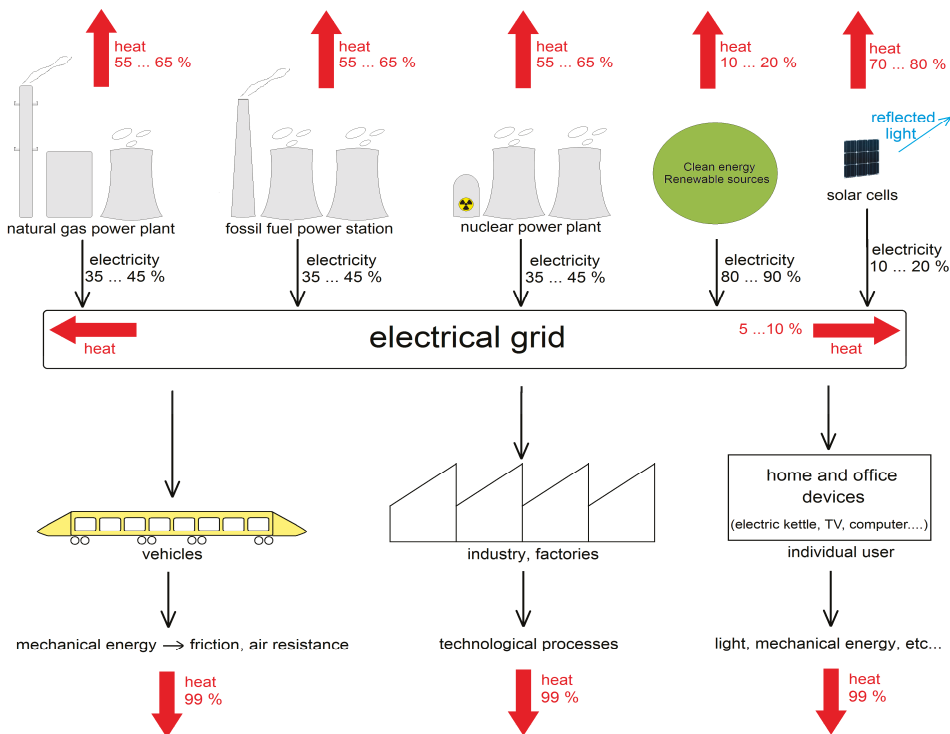 heat
55 ... 65 %
heat
55 ... 65 %
heat
55 ... 65 %
heat
10 ... 20 %
heat
70 ... 80 %
reflected
light
Clean energy
Renewable sources
solar cells
natural gas power plant
fossil fuel power station
nuclear power plant
electricity
35 ... 45 %
electricity
35 ... 45 %
electricity
35 ... 45 %
electricity
80 ... 90 %
electricity
10 ... 20 %
heat
electrical grid
5 ...10 %
heat
vehicles
industry, factories
home and office
devices
(electric kettle, TV, computer....)
individual user
mechanical energy → friction, air resistance
technological processes
light, mechanical energy, etc...
heat
99 %
heat
99 %
heat
99 %